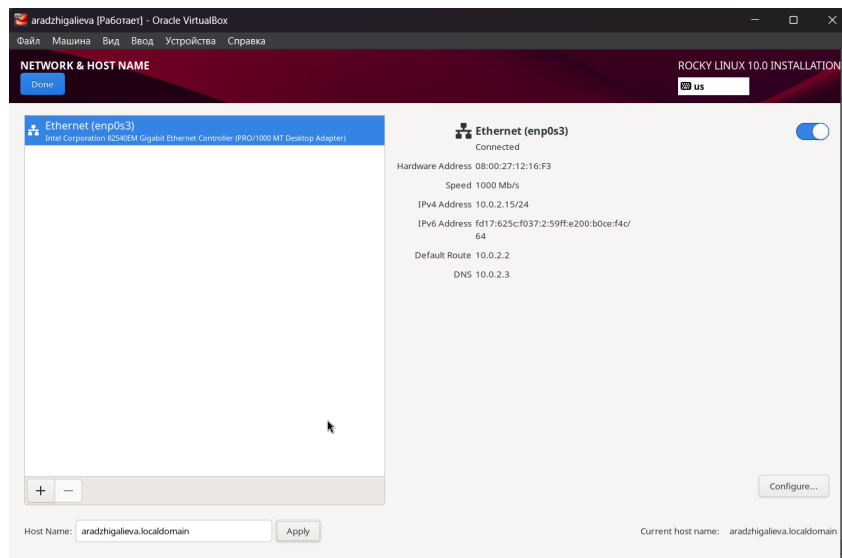 aradzhigalieva [Работает] - Oracle VirtualBox
Файл Машина Вид Ввод Устройства Справка
NETWORK & HOST NAME
ROCKY LINUX 10.0 INSTALLATION
Done
us
Ethernet (enp0s3)
Intel Corporation 82540EM Gigabit Ethernet Controller (PRO/1000 MT Desktop Adapter)
Ethernet (enp0s3)
Connected
Hardware Address 08:00:27:12:16:F3
Speed 1000 Mb/s
IPv4 Address 10.0.2.15/24
IPv6 Address fd17:625c:f037:2:59ff:e200:b0ce:f4c/
64
Default Route 10.0.2.2
DNS 10.0.2.3
Configure...
Host Name: aradzhigalieva.localdomain Apply
Current host name: aradzhigalieva.localdomain